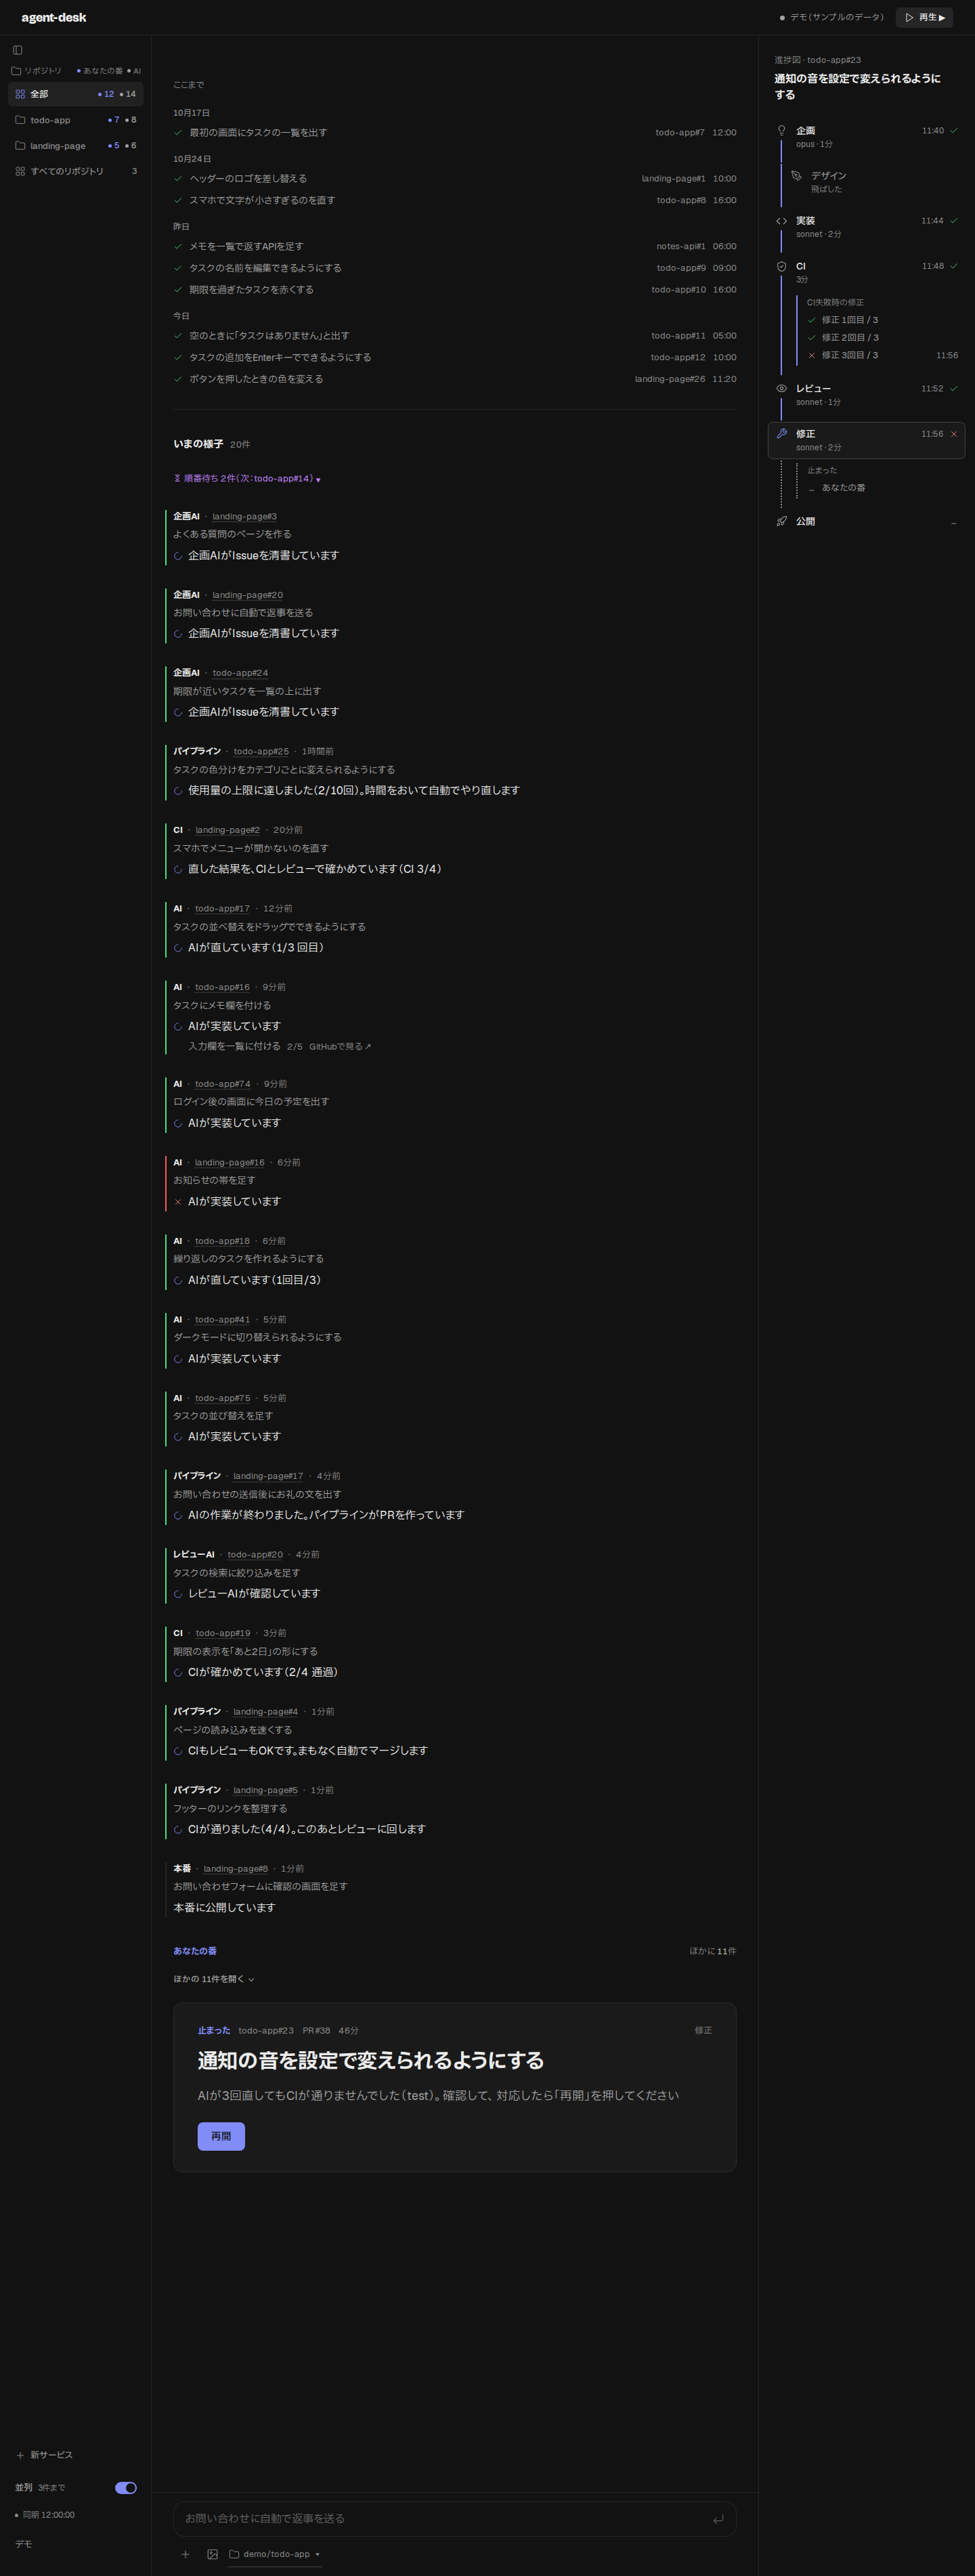 agent-desk
デモ(サンプルのデータ)
再生▶
リポジトリ
あなたの番
AI
全部 12 14
todo-app 7 8
landing-page 5 6
すべてのリポジトリ 3
ここまで
10月17日
最初の画面にタスクの一覧を出す todo-app#7 12:00
10月24日
ヘッダーのロゴを差し替える landing-page#1 10:00
スマホで文字が小さすぎるのを直す todo-app#8 16:00
昨日
メモを一覧で返すAPIを足す notes-api#1 06:00
タスクの名前を編集できるようにする todo-app#9 09:00
期限を過ぎたタスクを赤くする todo-app#10 16:00
今日
空のときに「タスクはありません」と出す todo-app#11 05:00
タスクの追加をEnterキーでできるようにする todo-app#12 10:00
ボタンを押したときの色を変える landing-page#26 11:20
いまの様子 20件
順番待ち 2件(次:todo-app#14) ▼
企画AI · landing-page#3
よくある質問のページを作る
企画AIがIssueを清書しています
企画AI · landing-page#20
お問い合わせに自動で返事を送る
企画AIがIssueを清書しています
企画AI · todo-app#24
期限が近いタスクを一覧の上に出す
企画AIがIssueを清書しています
パイプライン · todo-app#25 · 1時間前
タスクの色分けをカテゴリごとに変えられるようにする
使用量の上限に達しました(2/10回)。時間をおいて自動でやり直します
CI · landing-page#2 · 20分前
スマホでメニューが開かないのを直す
直した結果を、CIとレビューで確かめています(CI 3/4)
AI · todo-app#17 · 12分前
タスクの並べ替えをドラッグでできるようにする
AIが直しています(1/3 回目)
AI · todo-app#16 · 9分前
タスクにメモ欄を付ける
AIが実装しています
入力欄を一覧に付ける 2/5 GitHubで見る↗
AI · todo-app#74 · 9分前
ログイン後の画面に今日の予定を出す
AIが実装しています
AI · landing-page#16 · 6分前
お知らせの帯を足す
AIが実装しています
AI · todo-app#18 · 6分前
繰り返しのタスクを作れるようにする
AIが直しています(1回目/3)
AI · todo-app#41 · 5分前
ダークモードに切り替えられるようにする
AIが実装しています
AI · todo-app#75 · 5分前
タスクの並び替えを足す
AIが実装しています
パイプライン · landing-page#17 · 4分前
お問い合わせの送信後にお礼の文を出す
AIの作業が終わりました。パイプラインがPRを作っています
レビューAI · todo-app#20 · 4分前
タスクの検索に絞り込みを足す
レビューAIが確認しています
CI · todo-app#19 · 3分前
期限の表示を「あと2日」の形にする
CIが確かめています(2/4 通過)
パイプライン · landing-page#4 · 1分前
ページの読み込みを速くする
CIもレビューもOKです。まもなく自動でマージします
パイプライン · landing-page#5 · 1分前
フッターのリンクを整理する
CIが通りました(4/4)。このあとレビューに回します
本番 · landing-page#8 · 1分前
お問い合わせフォームに確認の画面を足す
本番に公開しています
あなたの番 ほかに11件
ほかの 11件を開く
止まった todo-app#23 PR#38 46分 修正
通知の音を設定で変えられるようにする
AIが3回直してもCIが通りませんでした(test)。確認して、対応したら「再開」を押してください
再開
お問い合わせに自動で返事を送る
demo/todo-app ▼
新サービス
並列 3件まで
同期 12:00:00
デモ
進捗図 · todo-app#23
通知の音を設定で変えられるように
する
企画 11:40
opus · 1分
デザイン
飛ばした
実装 11:44
sonnet · 2分
CI 11:48
3分
CI失敗時の修正
修正 1回目 / 3
修正 2回目 / 3
修正 3回目 / 3 11:56
レビュー 11:52
sonnet · 1分
修正 11:56
sonnet · 2分
止まった
… あなたの番
公開 …